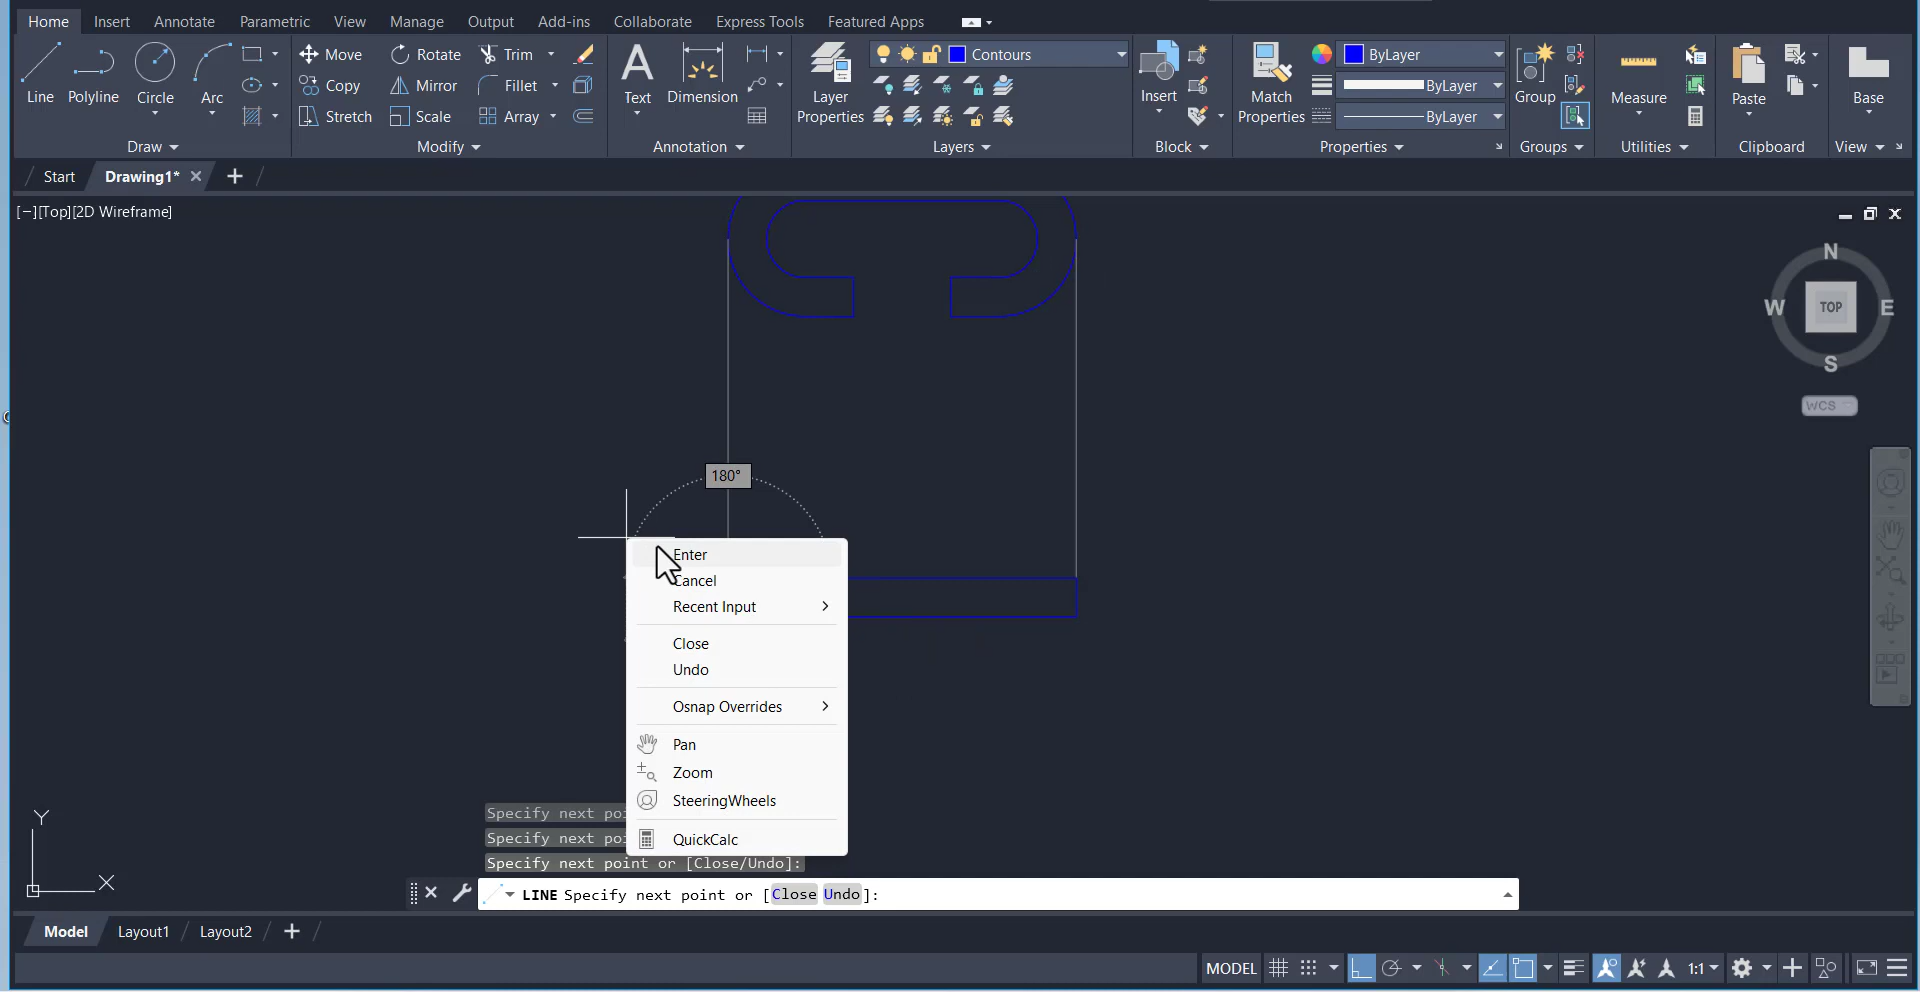 Home Insert Annotate Parametric View Manage Output Add-ins Collaborate Express Tools Featured Apps
Line Polyline Circle Arc
Move Rotate Trim
Copy Mirror Fillet
Stretch Scale Array
Text Dimension
Layer Properties
Contours
Insert
Match Properties
ByLayer
ByLayer
ByLayer
Group
Measure
Paste
Base
Draw Modify Annotation Layers Block Properties Groups Utilities Clipboard View
Start Drawing1*
[−][Top][2D Wireframe]
N
W TOP E
S
WCS
180°
Enter
Cancel
Recent Input
Close
Undo
Osnap Overrides
Pan
Zoom
SteeringWheels
QuickCalc
Y
X
Specify next poi
Specify next poi
Specify next point or [Close/Undo]:
LINE Specify next point or [Close Undo]:
Model Layout1 Layout2
MODEL 1:1